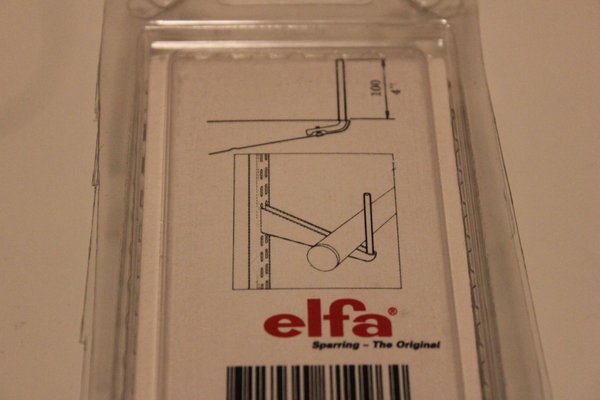 100
4"
elfa®
Sparring – The Original